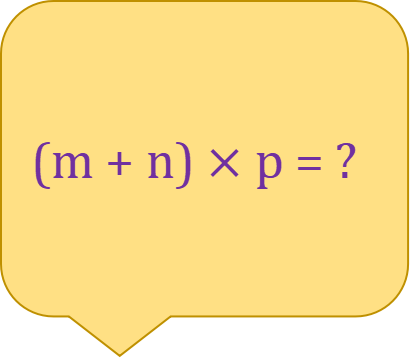 (m + n) × p = ?